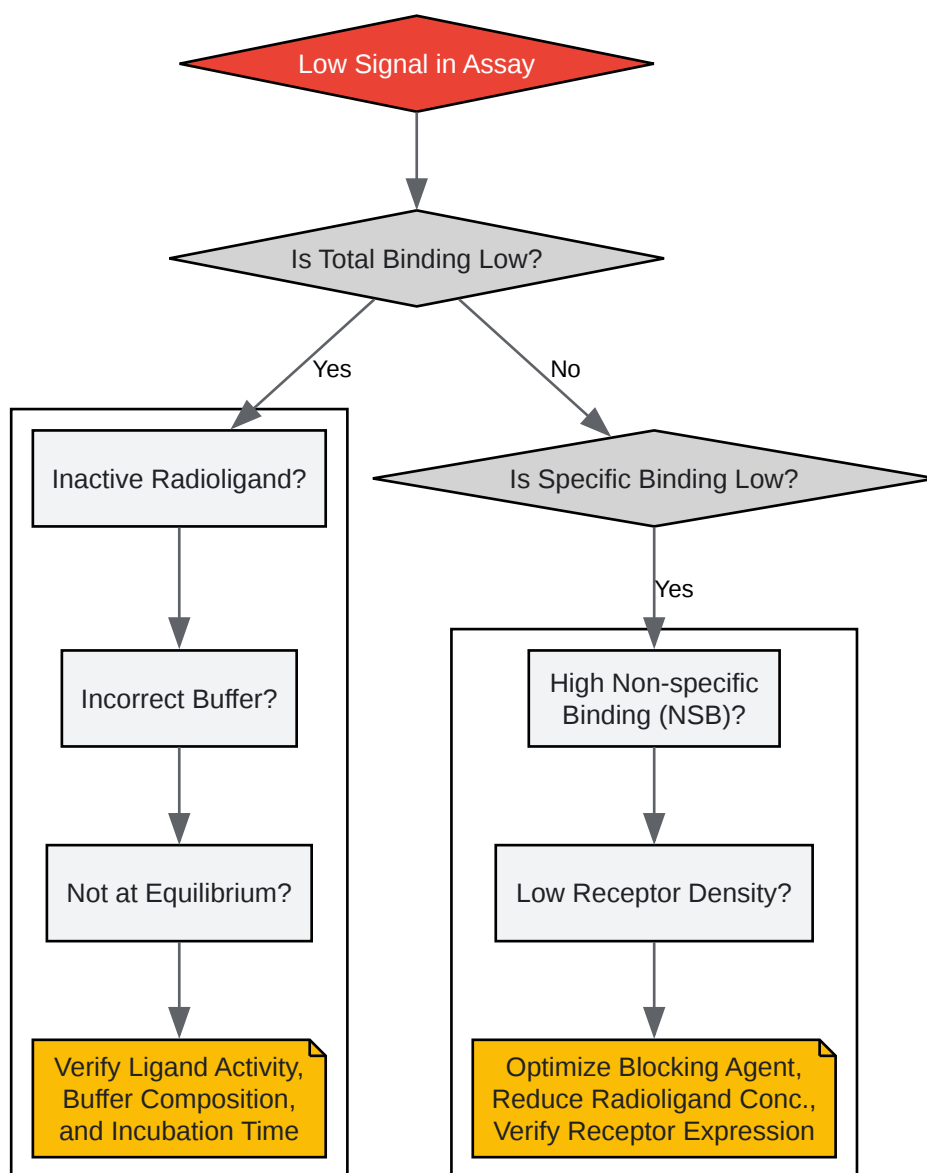 Low Signal in Assay
Is Total Binding Low?
Yes
No
Inactive Radioligand?
Is Specific Binding Low?
Yes
Incorrect Buffer?
High Non-specific
Binding (NSB)?
Not at Equilibrium?
Low Receptor Density?
Verify Ligand Activity,
Buffer Composition,
and Incubation Time
Optimize Blocking Agent,
Reduce Radioligand Conc.,
Verify Receptor Expression